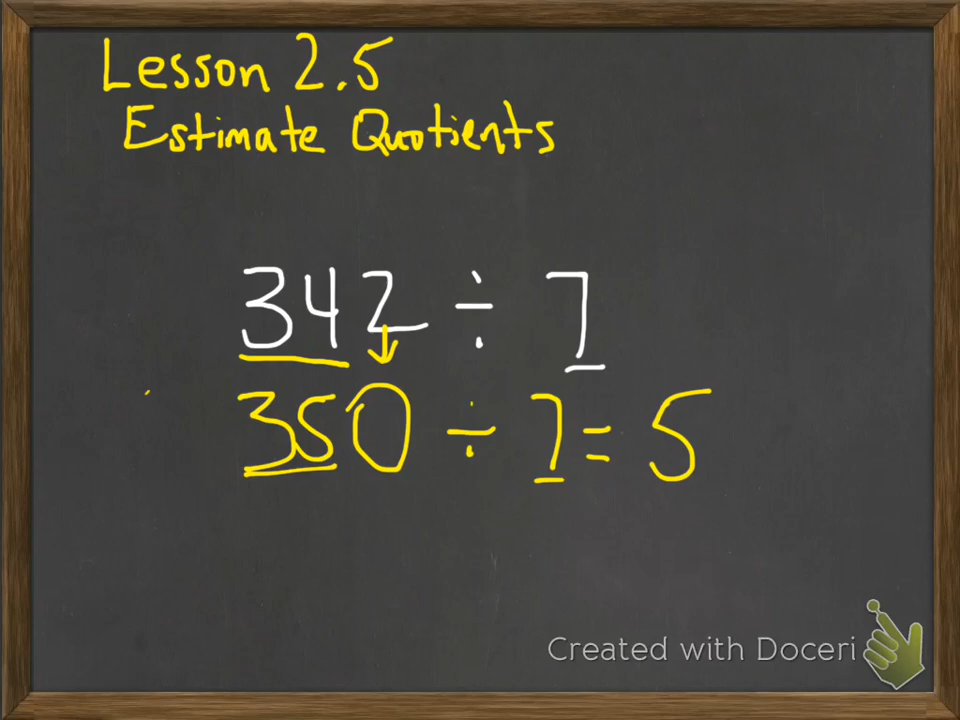 Lesson 2.5
Estimate Quotients
342 ÷ 7
350 ÷ 7 = 5
Created with Doceri